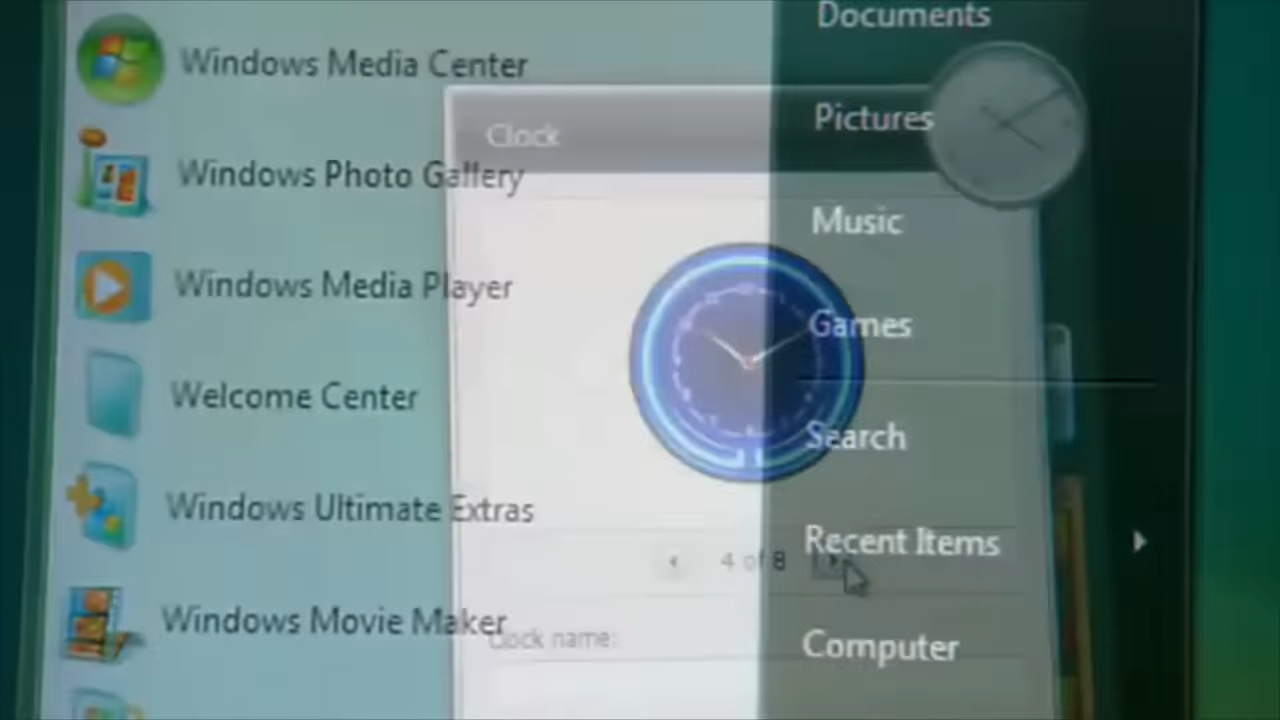 Windows Media Center
Windows Photo Gallery
Windows Media Player
Welcome Center
Windows Ultimate Extras
Windows Movie Maker
Clock
4 of 8
Clock name:
Documents
Pictures
Music
Games
Search
Recent Items
Computer